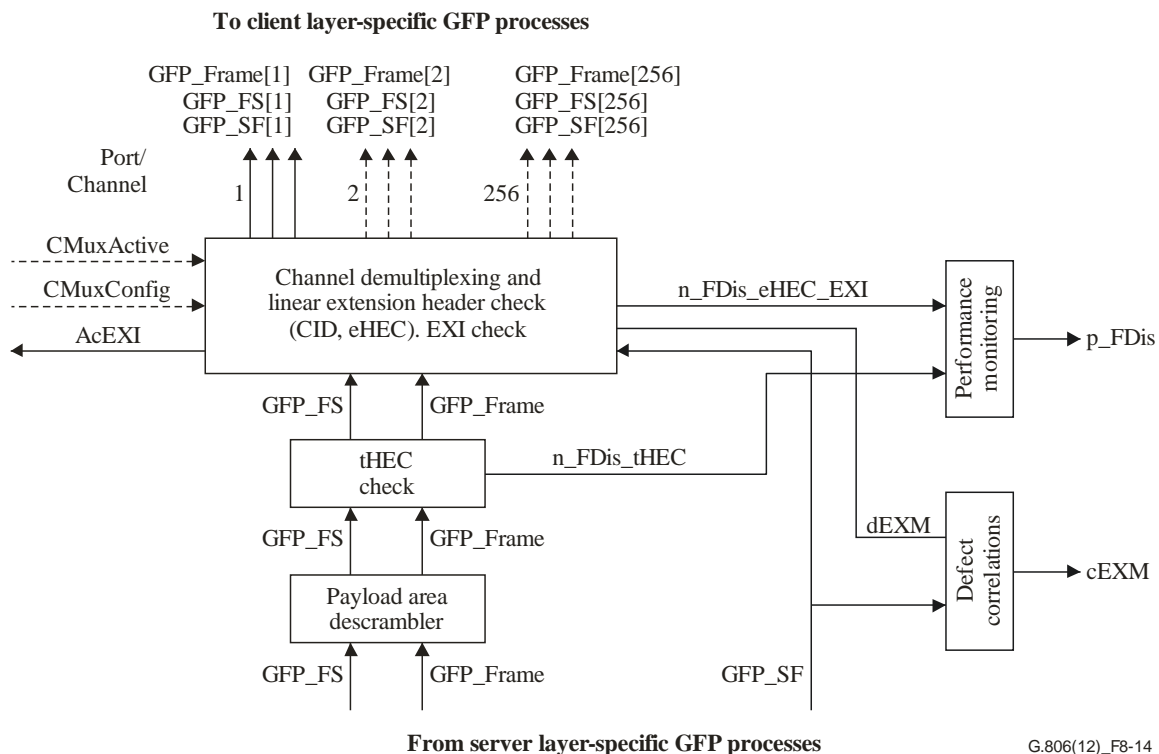 To client layer-specific GFP processes
GFP_Frame[1]
GFP_FS[1]
GFP_SF[1]
GFP_Frame[2]
GFP_FS[2]
GFP_SF[2]
GFP_Frame[256]
GFP_FS[256]
GFP_SF[256]
Port/
Channel
1
2
256
CMuxActive
CMuxConfig
AcEXI
Channel demultiplexing and
linear extension header check
(CID, eHEC). EXI check
n_FDis_eHEC_EXI
Performance
monitoring
p_FDis
GFP_FS
GFP_Frame
tHEC
check
n_FDis_tHEC
GFP_FS
GFP_Frame
dEXM
Defect
correlations
cEXM
Payload area
descrambler
GFP_FS
GFP_Frame
GFP_SF
From server layer-specific GFP processes
G.806(12)_F8-14